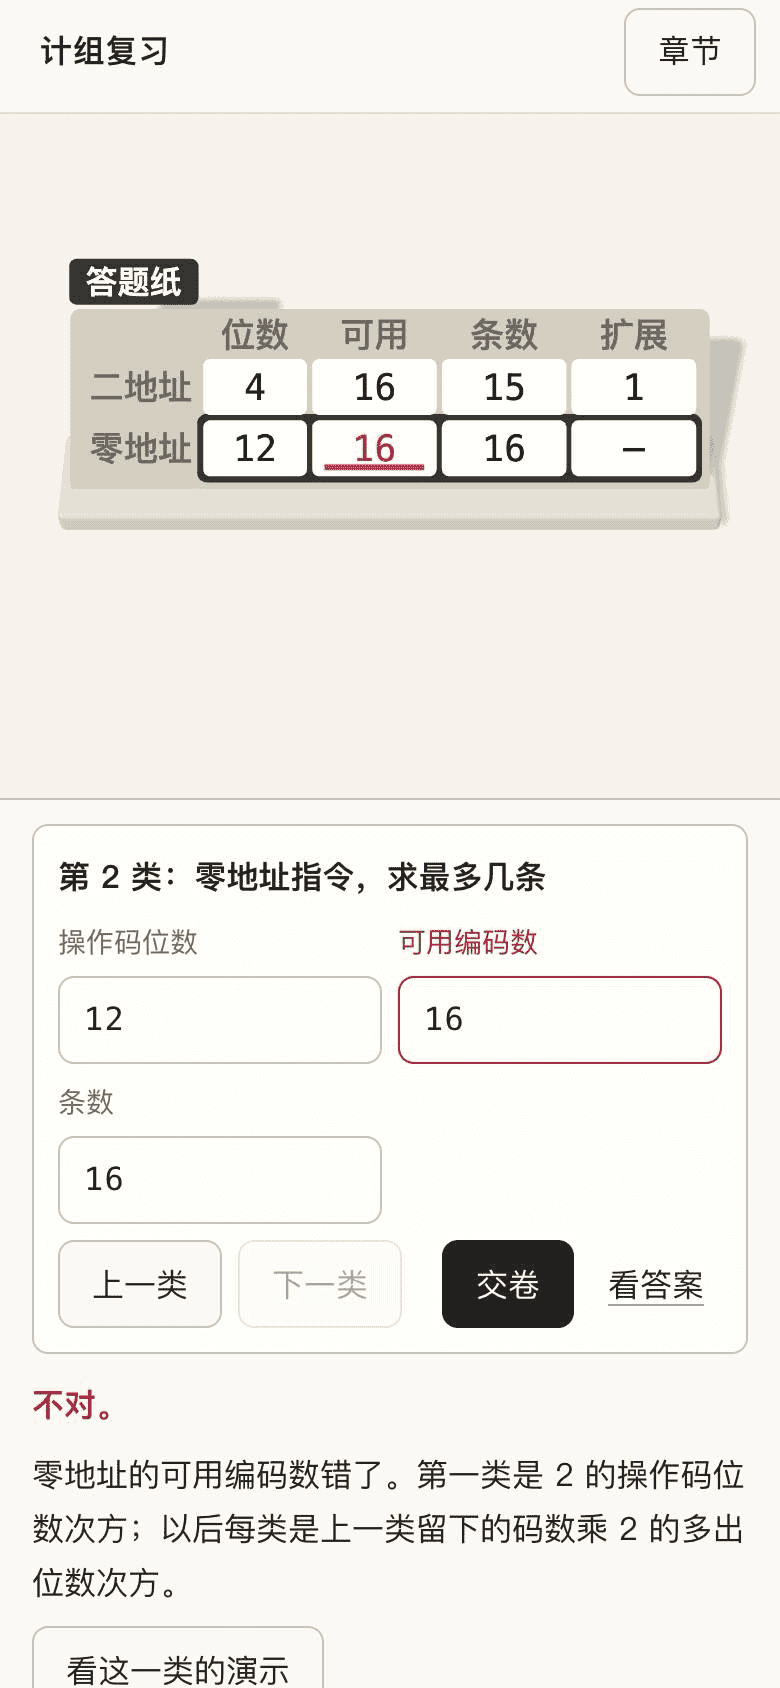 计组复习
章节
答题纸
位数 可用 条数 扩展
二地址 4 16 15 1
零地址 12 16 16 –
第 2 类：零地址指令，求最多几条
操作码位数 可用编码数
12 16
条数
16
上一类 下一类 交卷 看答案
不对。
零地址的可用编码数错了。第一类是 2 的操作码位
数次方；以后每类是上一类留下的码数乘 2 的多出
位数次方。
看这一类的演示